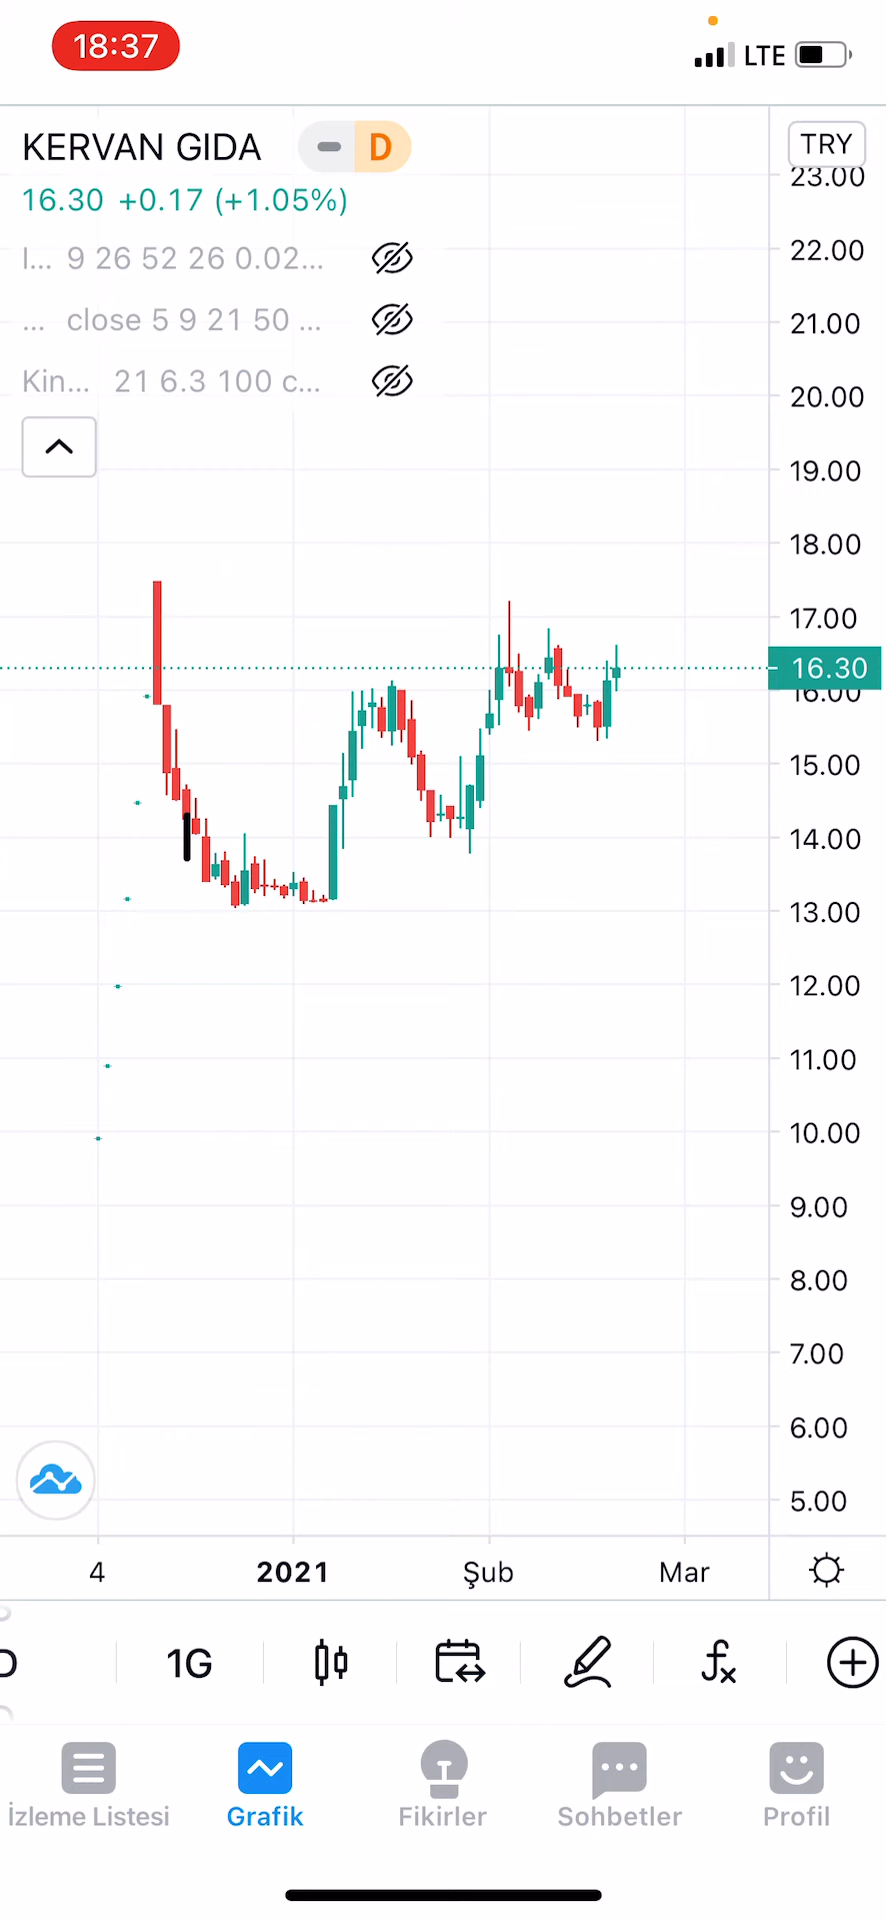 18:37
LTE
KERVAN GIDA
D
TRY
16.30 +0.17 (+1.05%)
I... 9 26 52 26 0.02...
... close 5 9 21 50 ...
Kin... 21 6.3 100 c...
23.00
22.00
21.00
20.00
19.00
18.00
17.00
16.30
16.00
15.00
14.00
13.00
12.00
11.00
10.00
9.00
8.00
7.00
6.00
5.00
4 2021 Şub Mar
D 1G fx
İzleme Listesi Grafik Fikirler Sohbetler Profil